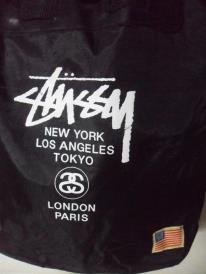 Stüssy
NEW YORK
LOS ANGELES
TOKYO
LONDON
PARIS